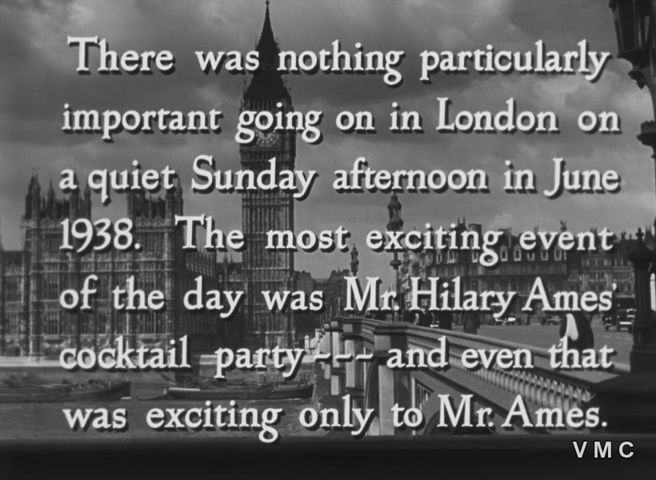 There was nothing particularly
important going on in London on
a quiet Sunday afternoon in June
1938. The most exciting event
of the day was Mr. Hilary Ames'
cocktail party --- and even that
was exciting only to Mr. Ames.
VMC